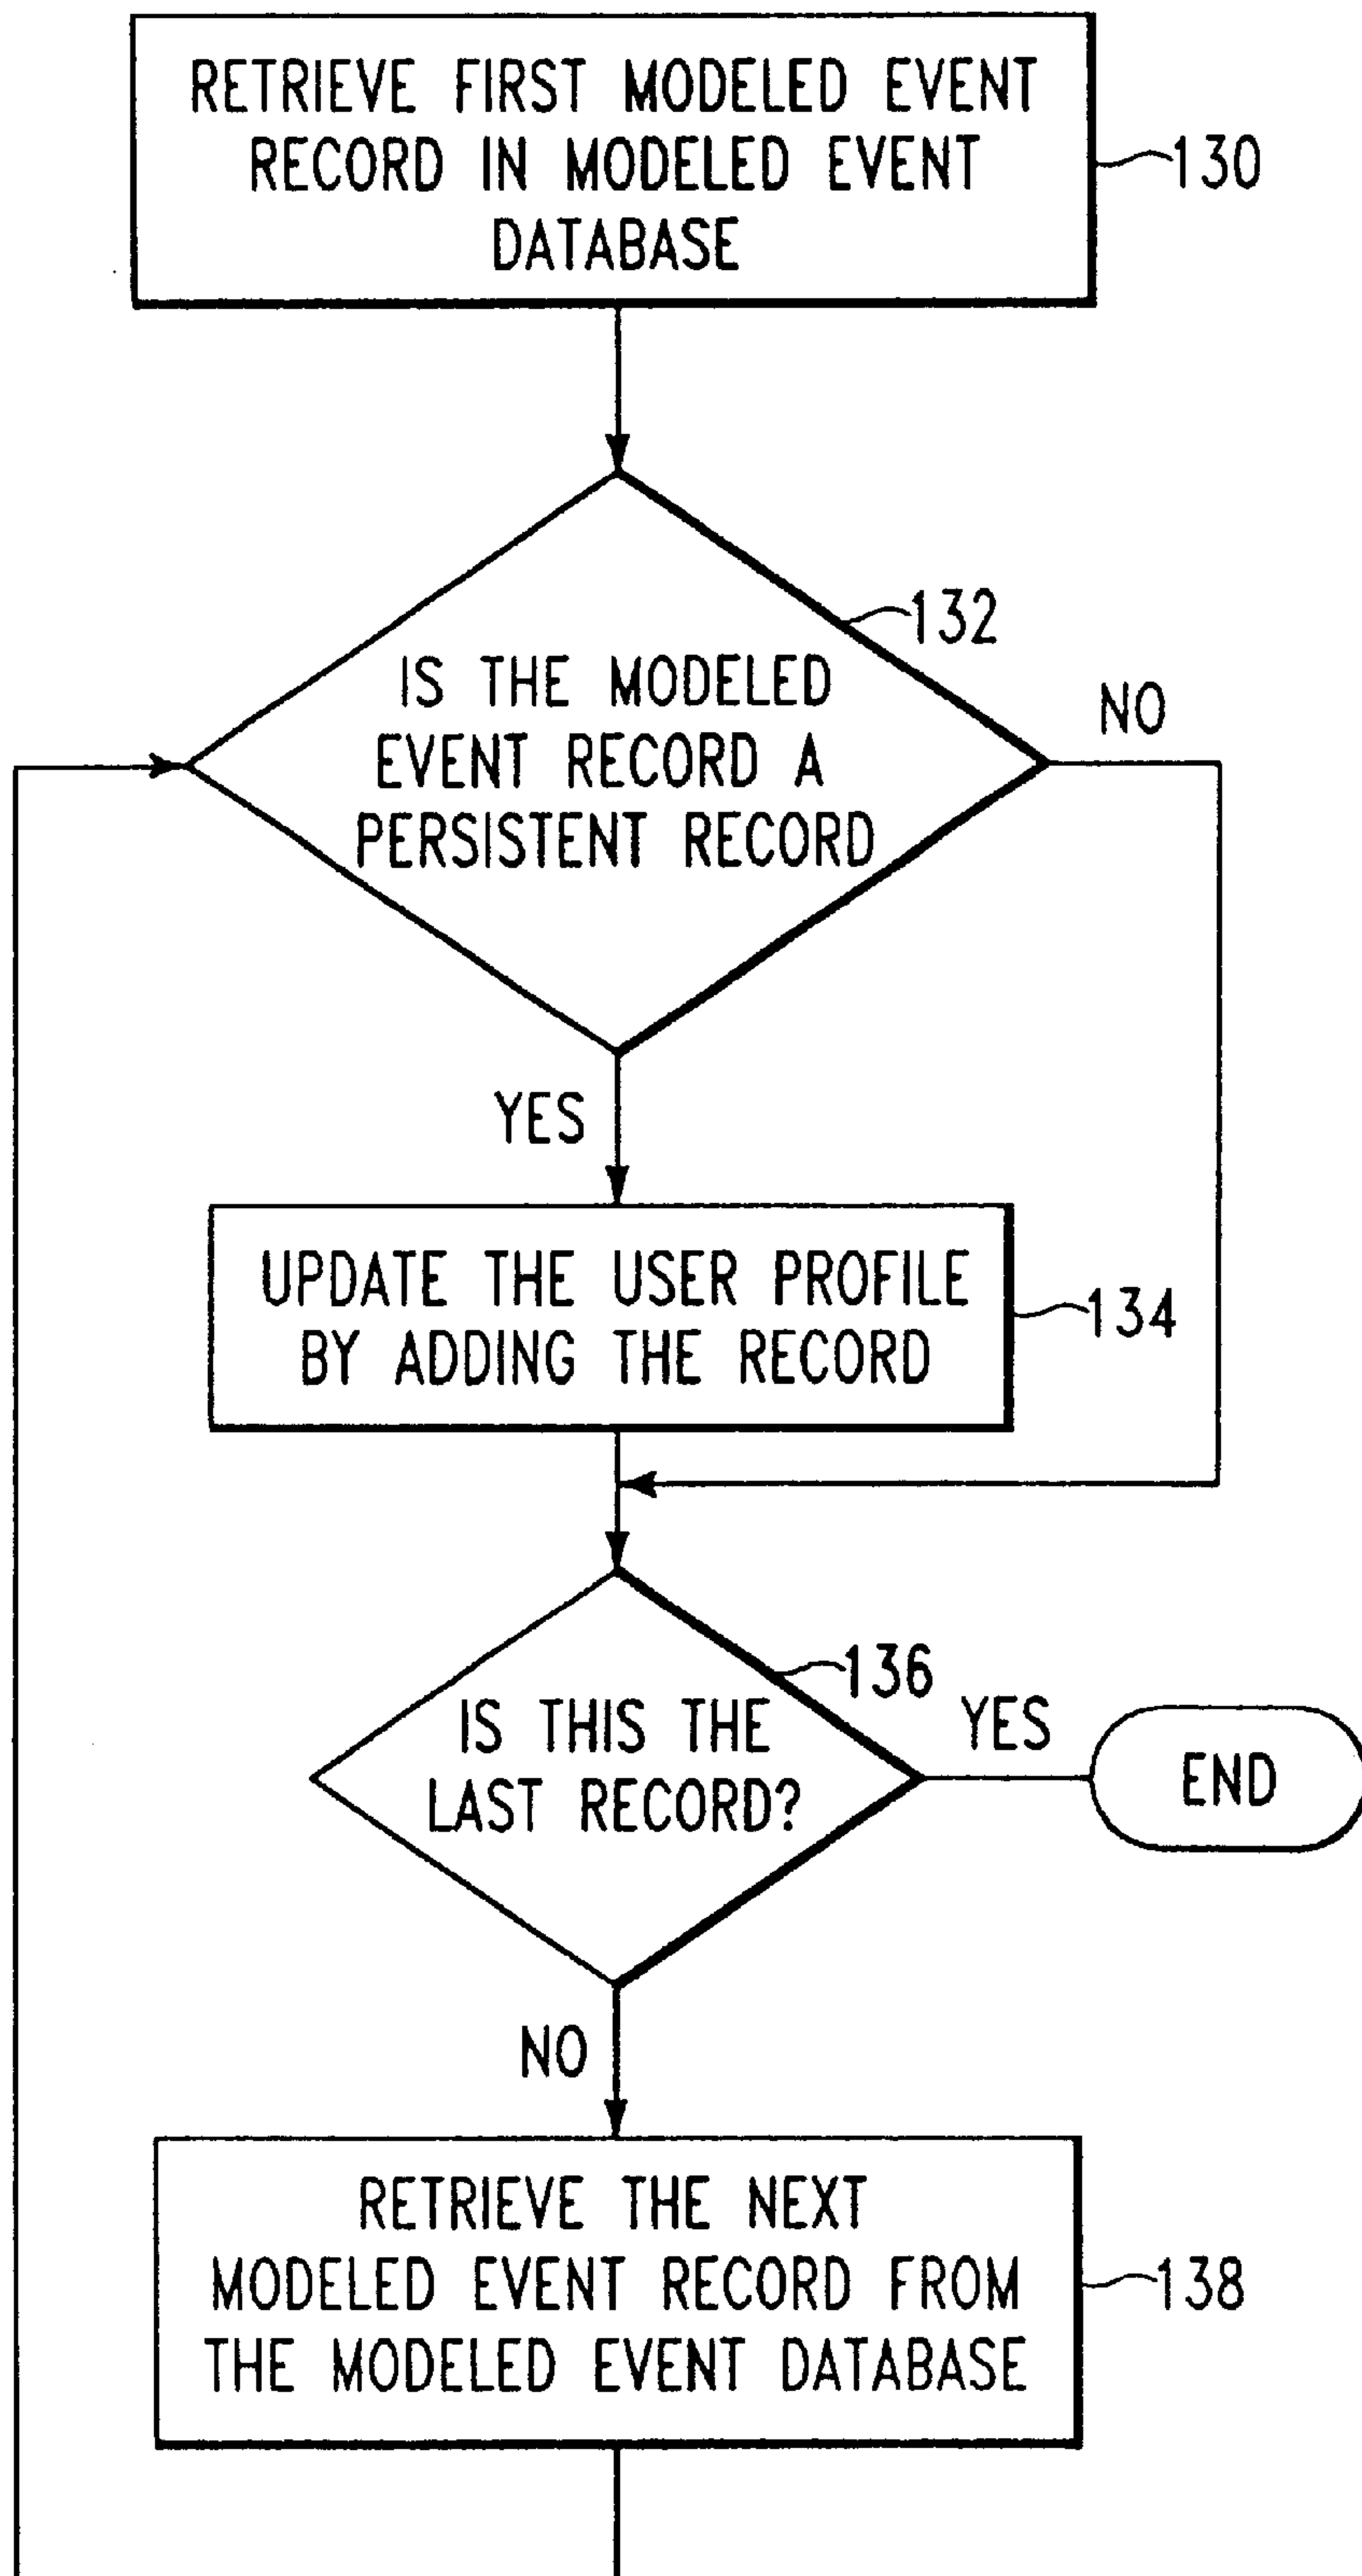 RETRIEVE FIRST MODELED EVENT
RECORD IN MODELED EVENT
DATABASE
130
132
IS THE MODELED
EVENT RECORD A
PERSISTENT RECORD
NO
YES
UPDATE THE USER PROFILE
BY ADDING THE RECORD
134
136
IS THIS THE
LAST RECORD?
YES
END
NO
RETRIEVE THE NEXT
MODELED EVENT RECORD FROM
THE MODELED EVENT DATABASE
138